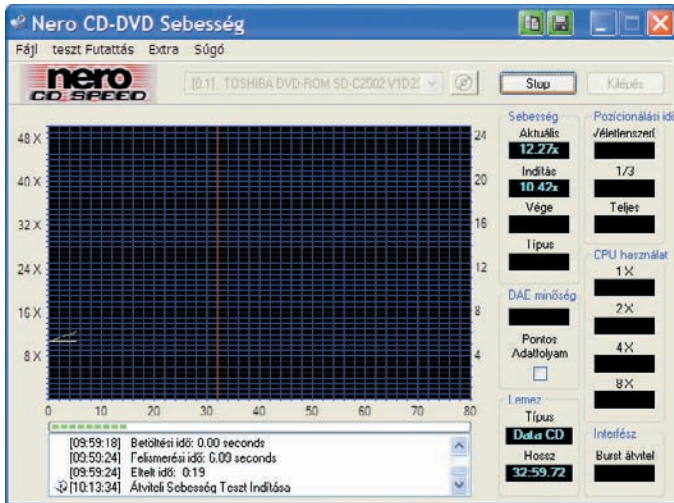 Nero CD-DVD Sebesség
Fájl teszt Futattás Extra Súgó
nero
CD SPEED
[0:1] TOSHIBA DVD-ROM SD-C2502 V1D2
Stop
Kilépés
48 X
40 X
32 X
24 X
16 X
8 X
24
20
16
12
8
4
0 10 20 30 40 50 60 70 80
Sebesség
Aktuális
12.27x
Indítás
10.42x
Vége
Típus
DAE minőség
Pontos
Adatfolyam
Lemez
Típus
Data CD
Hossz
32:59.72
Pozícionálási idő
1/3
Teljes
CPU használat
1X
2X
4X
8X
Interfész
Burst átvitel
[09:59:18] Betöltési idő: 0.00 seconds
[09:59:24] Felismerési idő: 6.09 seconds
[09:59:24] Eltelt idő: 0:19
[10:13:34] Átviteli Sebesség Teszt Indítása